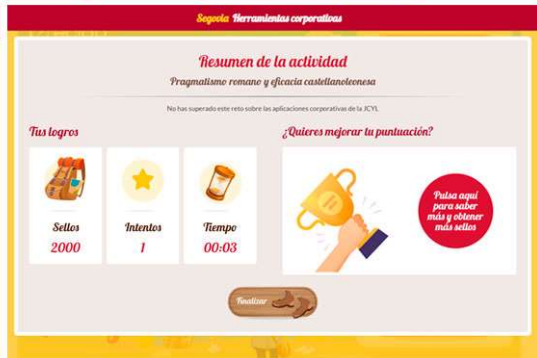 Segovia Herramientas corporativas
Resumen de la actividad
Pragmatismo romano y eficacia castellanoleonesa
No has superado este reto sobre las aplicaciones corporativas de la JCYL
Tus logros
Sellos
2000
Intentos
1
Tiempo
00:03
¿Quieres mejorar tu puntuación?
Pulsa aquí
para saber
más y obtener
más sellos
Finalizar